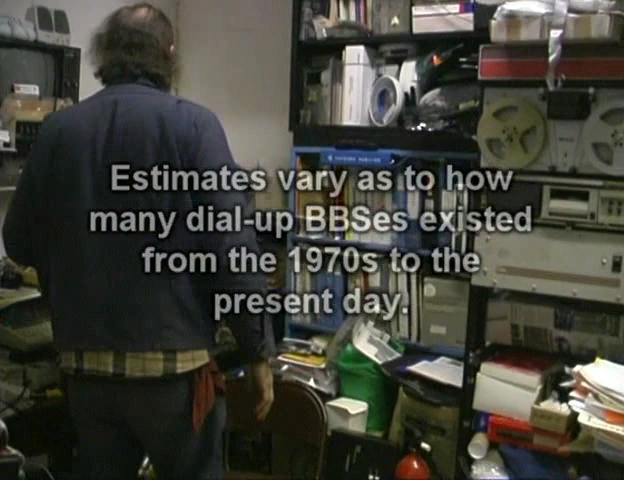 Estimates vary as to how
many dial-up BBSes existed
from the 1970s to the
present day.